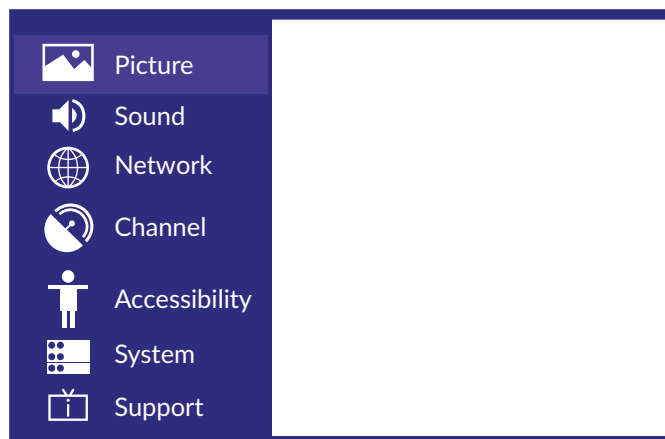 Picture
Sound
Network
Channel
Accessibility
System
Support